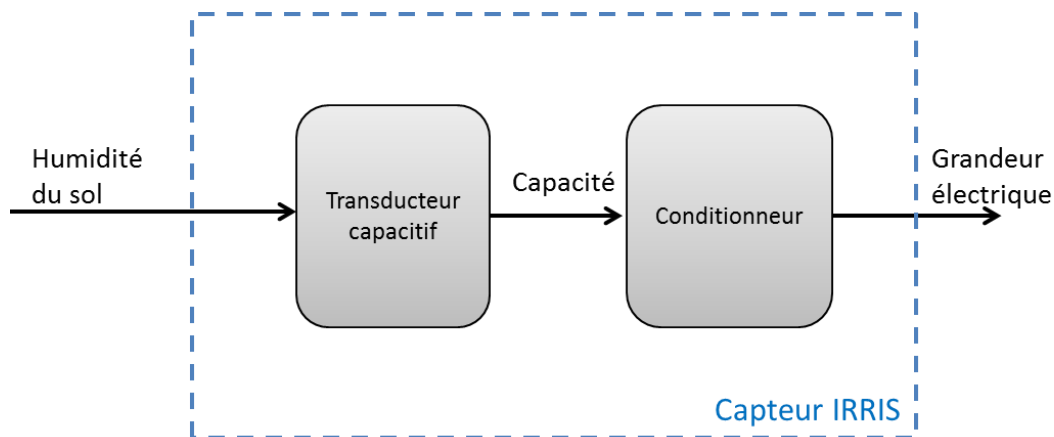 Humidité
du sol
Transducteur
capacitif
Capacité
Conditionneur
Grandeur
électrique
Capteur IRRIS